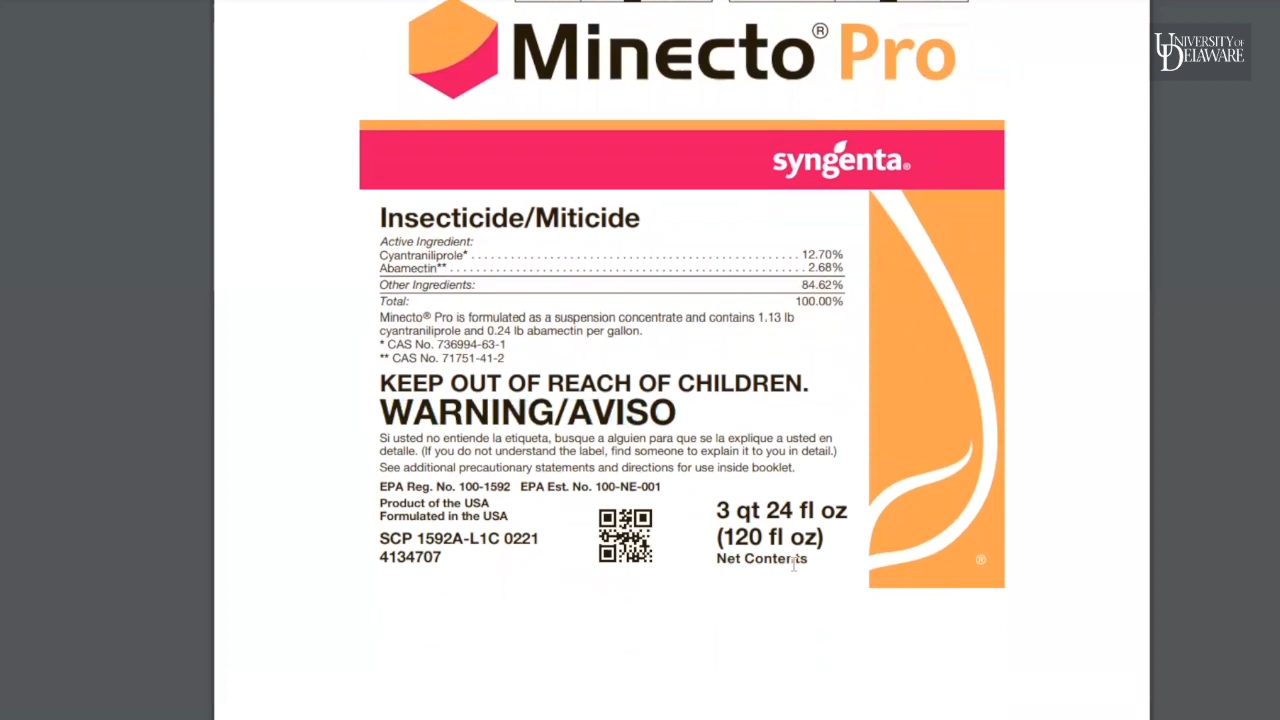 Minecto® Pro
UNIVERSITY OF
DELAWARE
syngenta®
Insecticide/Miticide
Active Ingredient:
Cyantraniliprole* . . . . . . . . . . . . . . . . . . . . . . . . . . . . . . . . . . . . . . . . . . . . . . . . . . . . . 12.70%
Abamectin** . . . . . . . . . . . . . . . . . . . . . . . . . . . . . . . . . . . . . . . . . . . . . . . . . . . . . . . . . 2.68%
Other Ingredients: 84.62%
Total: 100.00%
Minecto® Pro is formulated as a suspension concentrate and contains 1.13 lb
cyantraniliprole and 0.24 lb abamectin per gallon.
* CAS No. 736994-63-1
** CAS No. 71751-41-2
KEEP OUT OF REACH OF CHILDREN.
WARNING/AVISO
Si usted no entiende la etiqueta, busque a alguien para que se la explique a usted en
detalle. (If you do not understand the label, find someone to explain it to you in detail.)
See additional precautionary statements and directions for use inside booklet.
EPA Reg. No. 100-1592 EPA Est. No. 100-NE-001
Product of the USA
Formulated in the USA
SCP 1592A-L1C 0221
4134707
3 qt 24 fl oz
(120 fl oz)
Net Contents
®